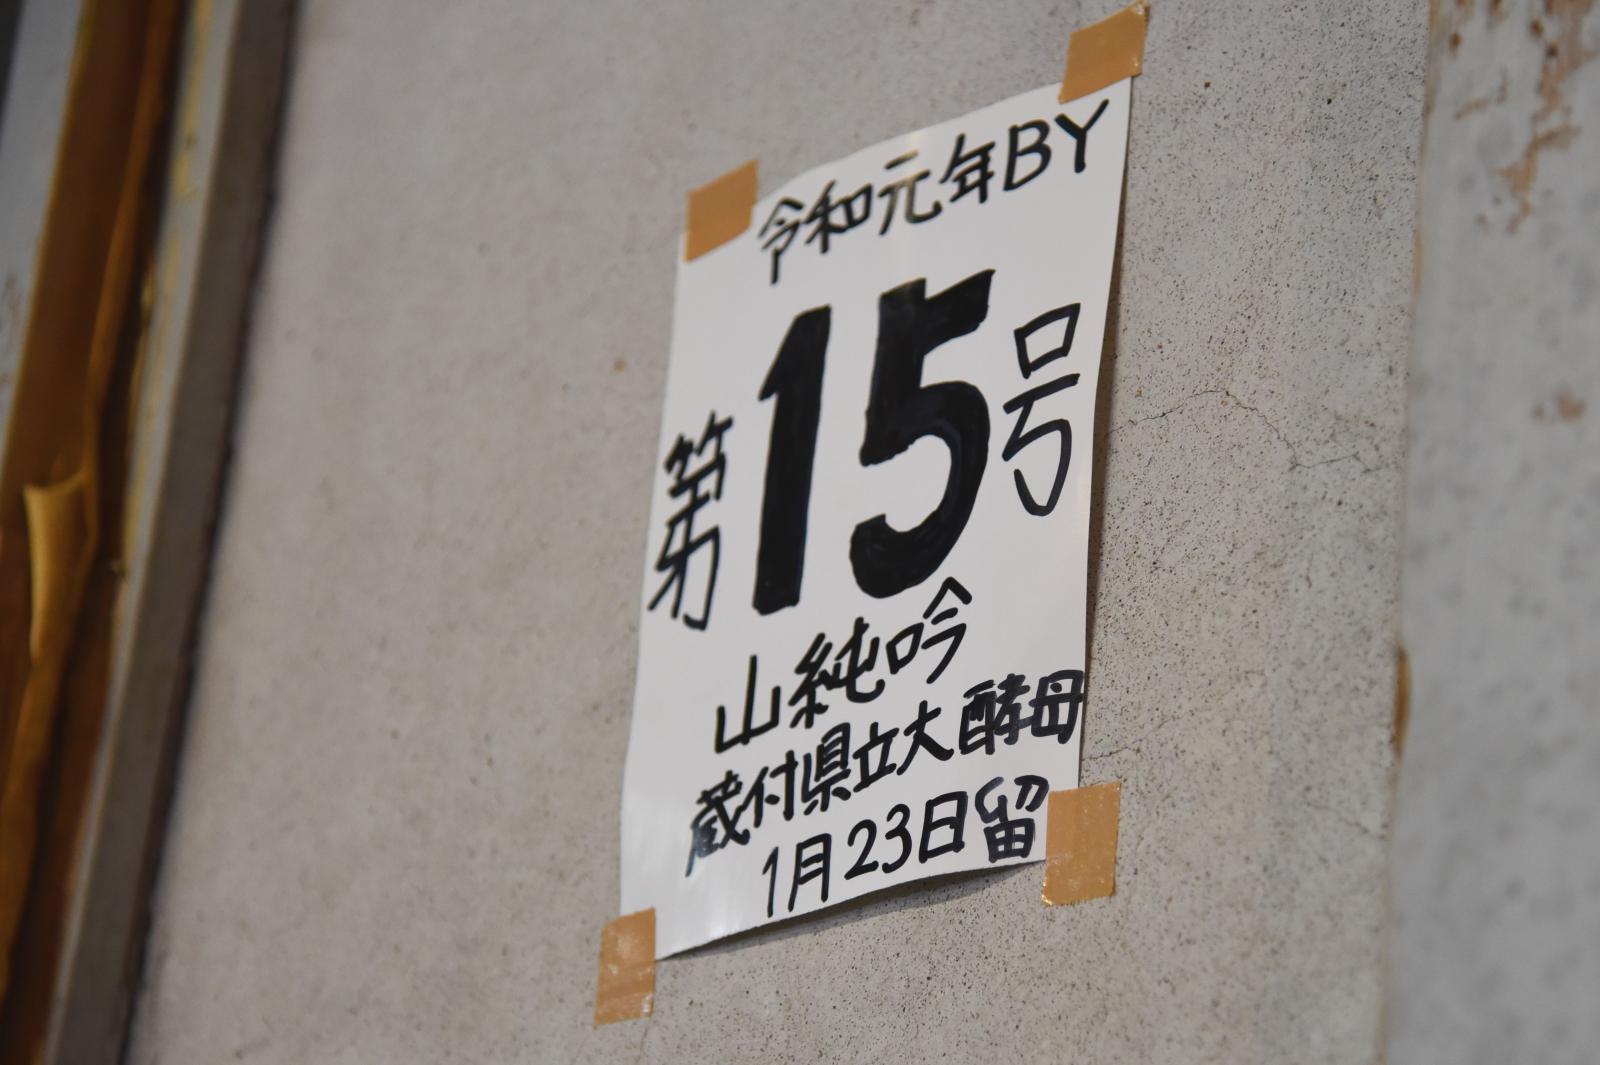 令和元年BY
第15号
山純吟
蔵付県立大酵母
1月23日留